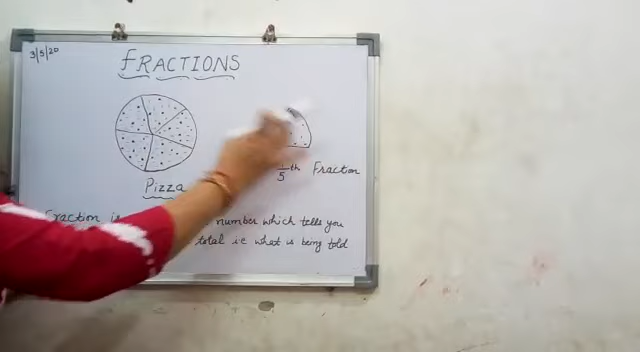 3/5/20
FRACTIONS
Pizza
1/5 th Fraction
Fraction is number which tells you
total i.e what is being told